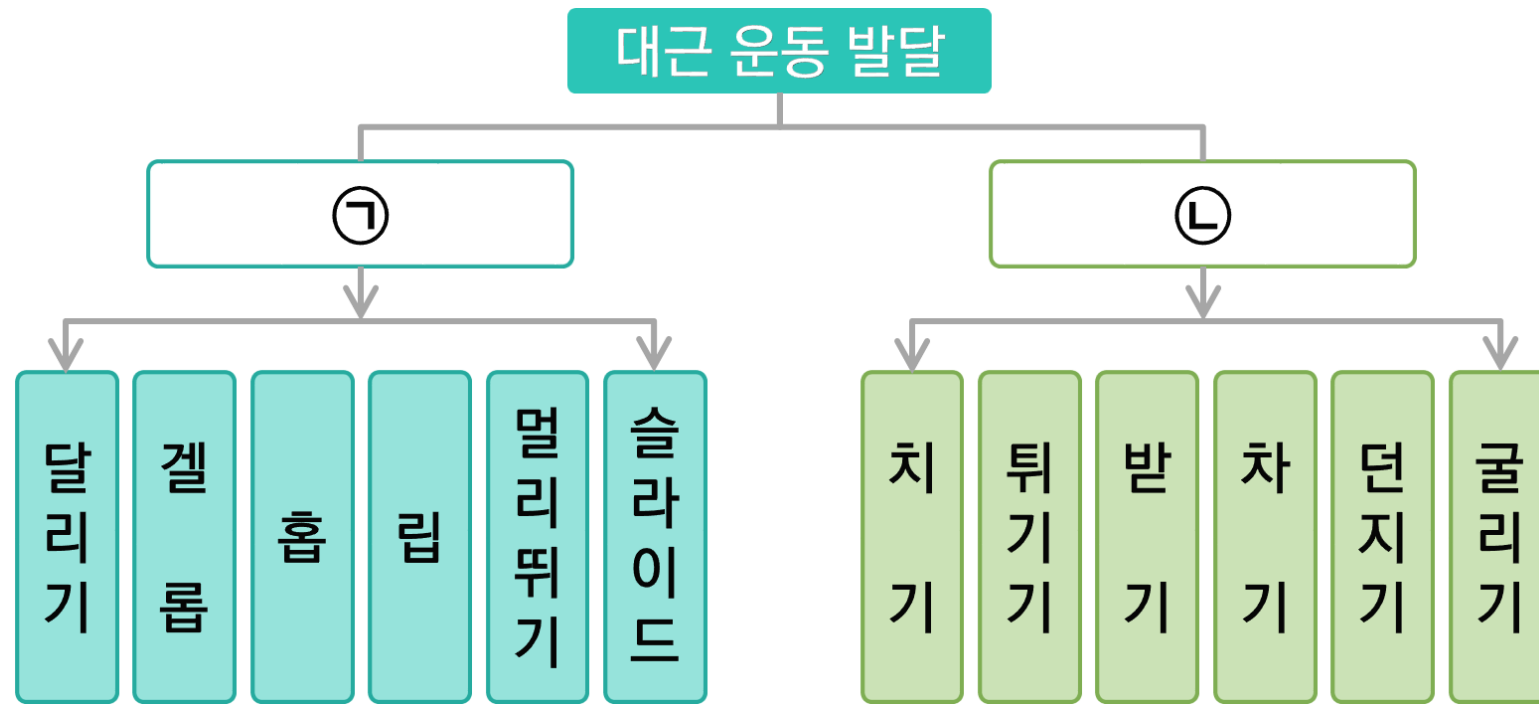 대근 운동 발달
㉠
㉡
달리기
겔롭
홉
립
멀리뛰기
슬라이드
치기
튀기기
받기
차기
던지기
굴리기